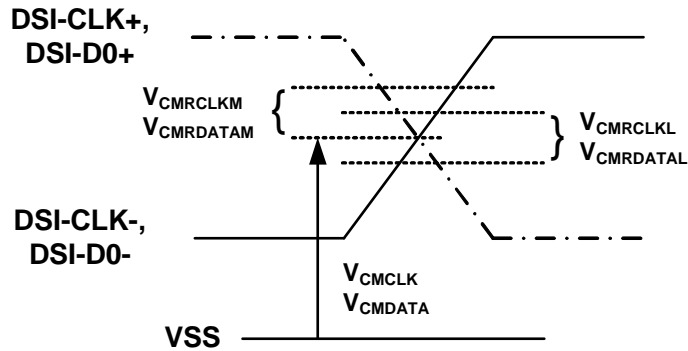 DSI-CLK+,
DSI-D0+
VCMRCLKM
VCMRDATAM
VCMRCLKL
VCMRDATAL
DSI-CLK-,
DSI-D0-
VCMCLK
VCMDATA
VSS